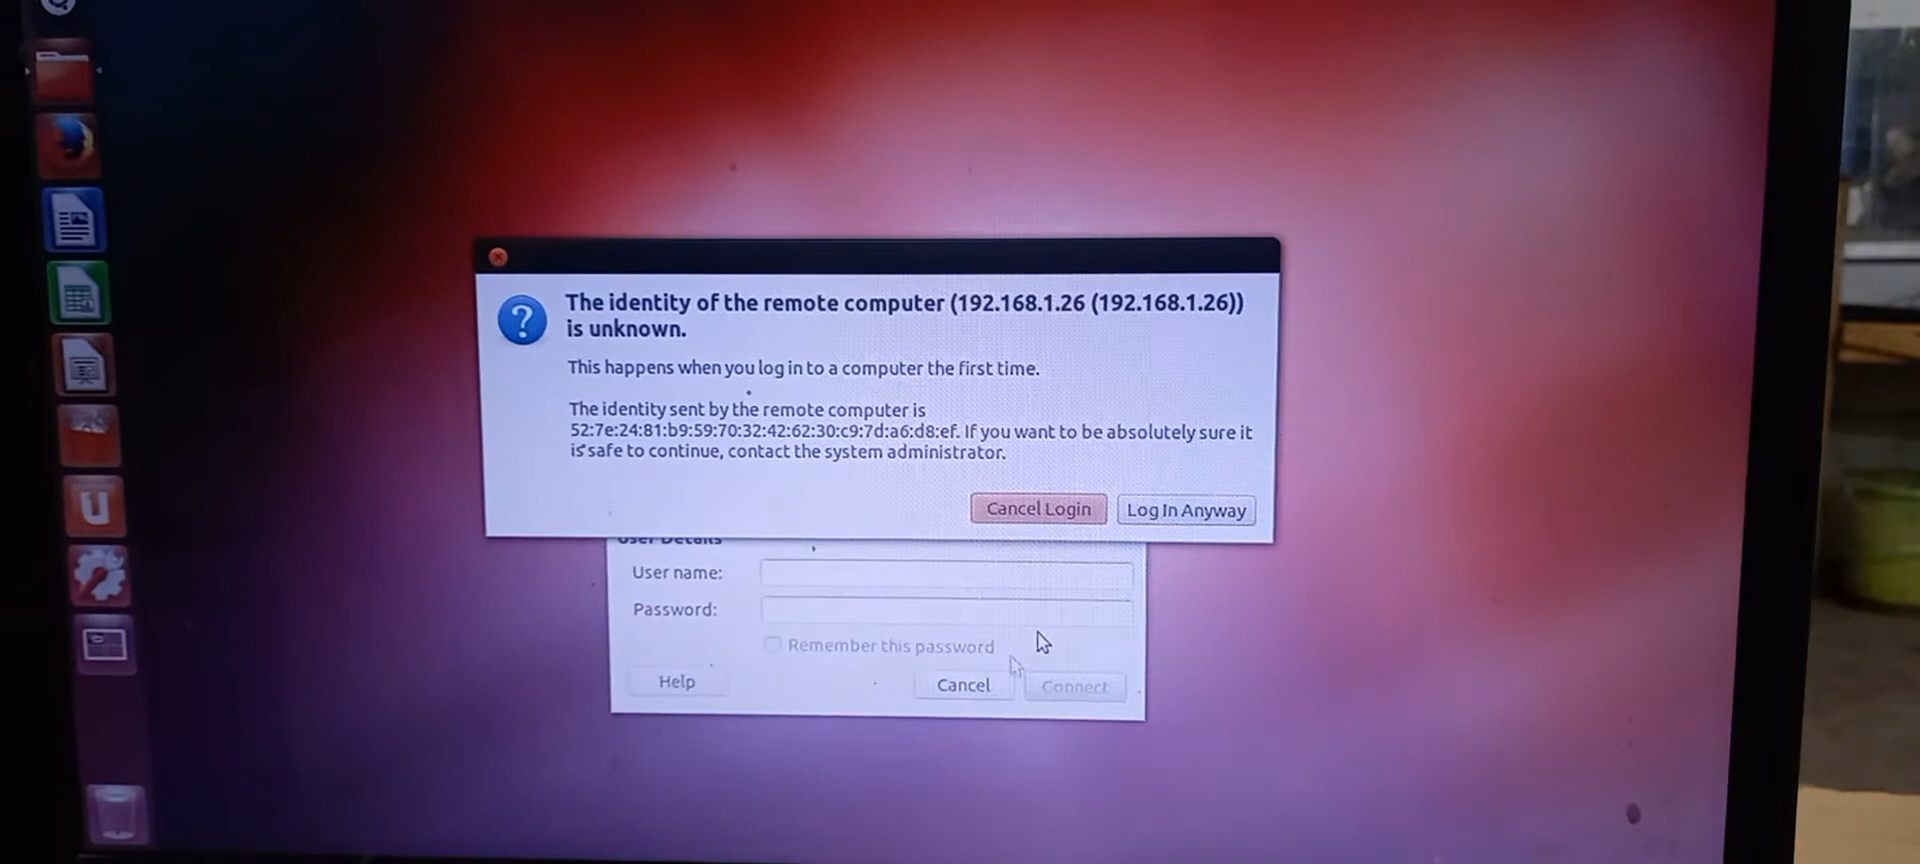 The identity of the remote computer (192.168.1.26 (192.168.1.26))
is unknown.
This happens when you log in to a computer the first time.
The identity sent by the remote computer is
52:7e:24:81:b9:59:70:32:42:62:30:c9:7d:a6:d8:ef. If you want to be absolutely sure it
is safe to continue, contact the system administrator.
Cancel Login
Log In Anyway
User Details
User name:
Password:
Remember this password
Help
Cancel
Connect